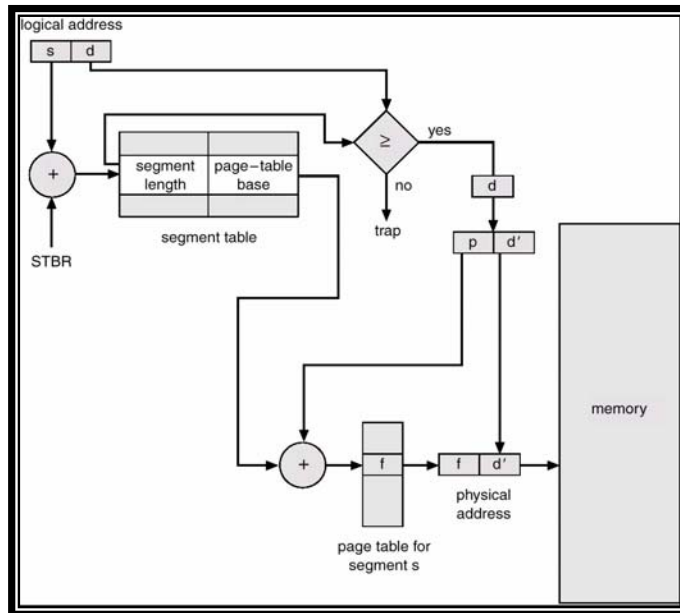 logical address
s d
≥
yes
no
trap
+
STBR
segment length
page–table base
segment table
d
p d′
memory
+
f
f d′
physical address
page table for segment s